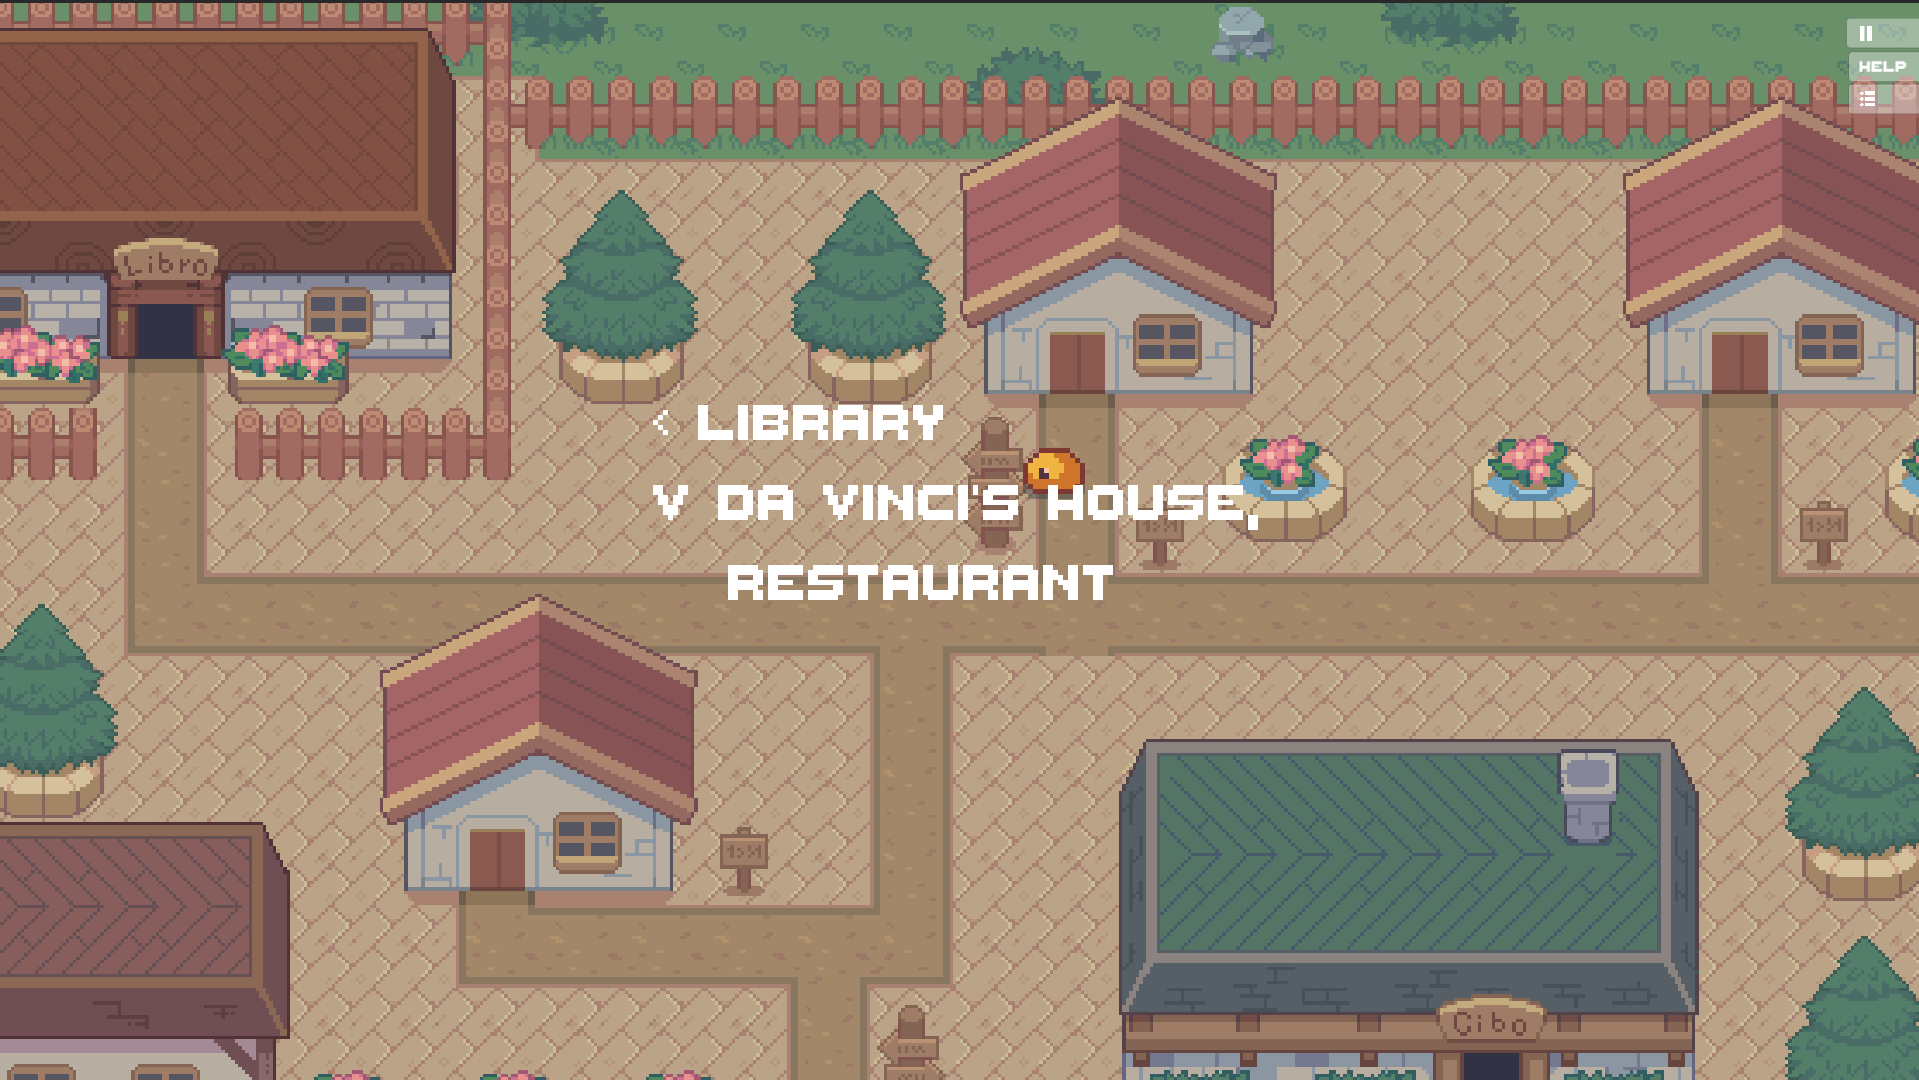 HELP
Libro
< LIBRARY
V DA VINCI'S HOUSE,
RESTAURANT
Cibo